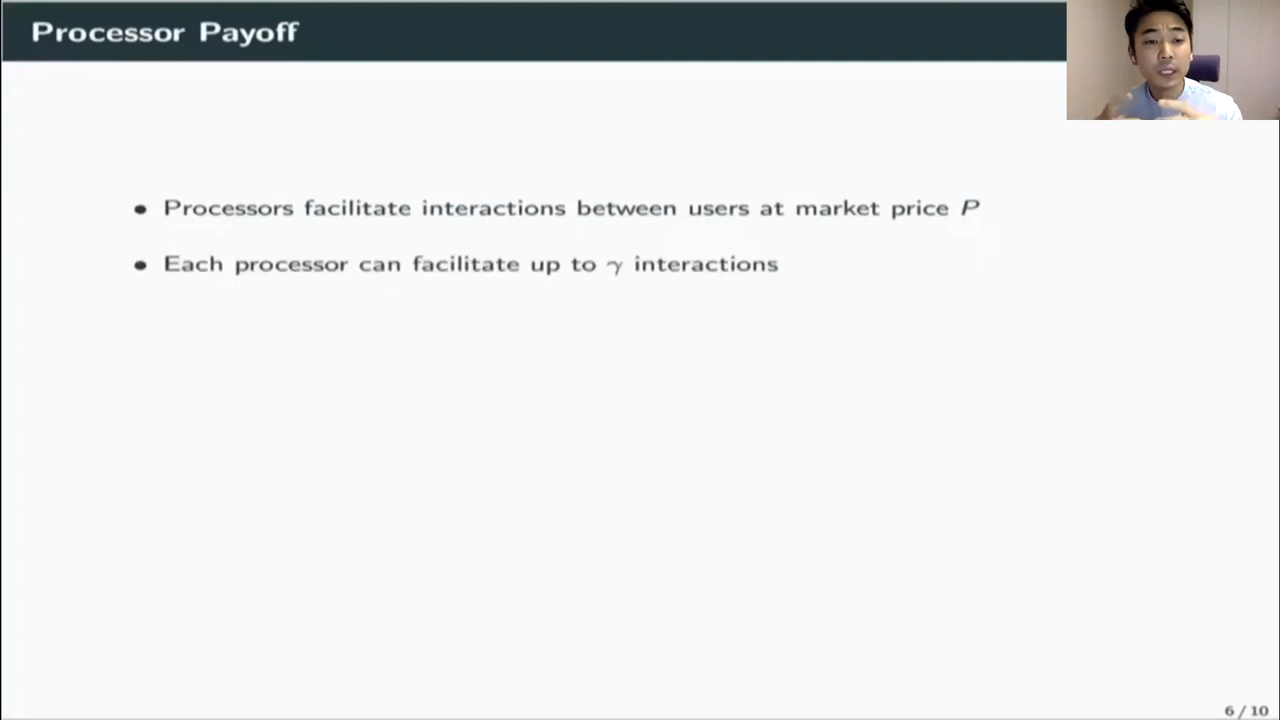 Processor Payoff
• Processors facilitate interactions between users at market price P
• Each processor can facilitate up to γ interactions
6 / 10